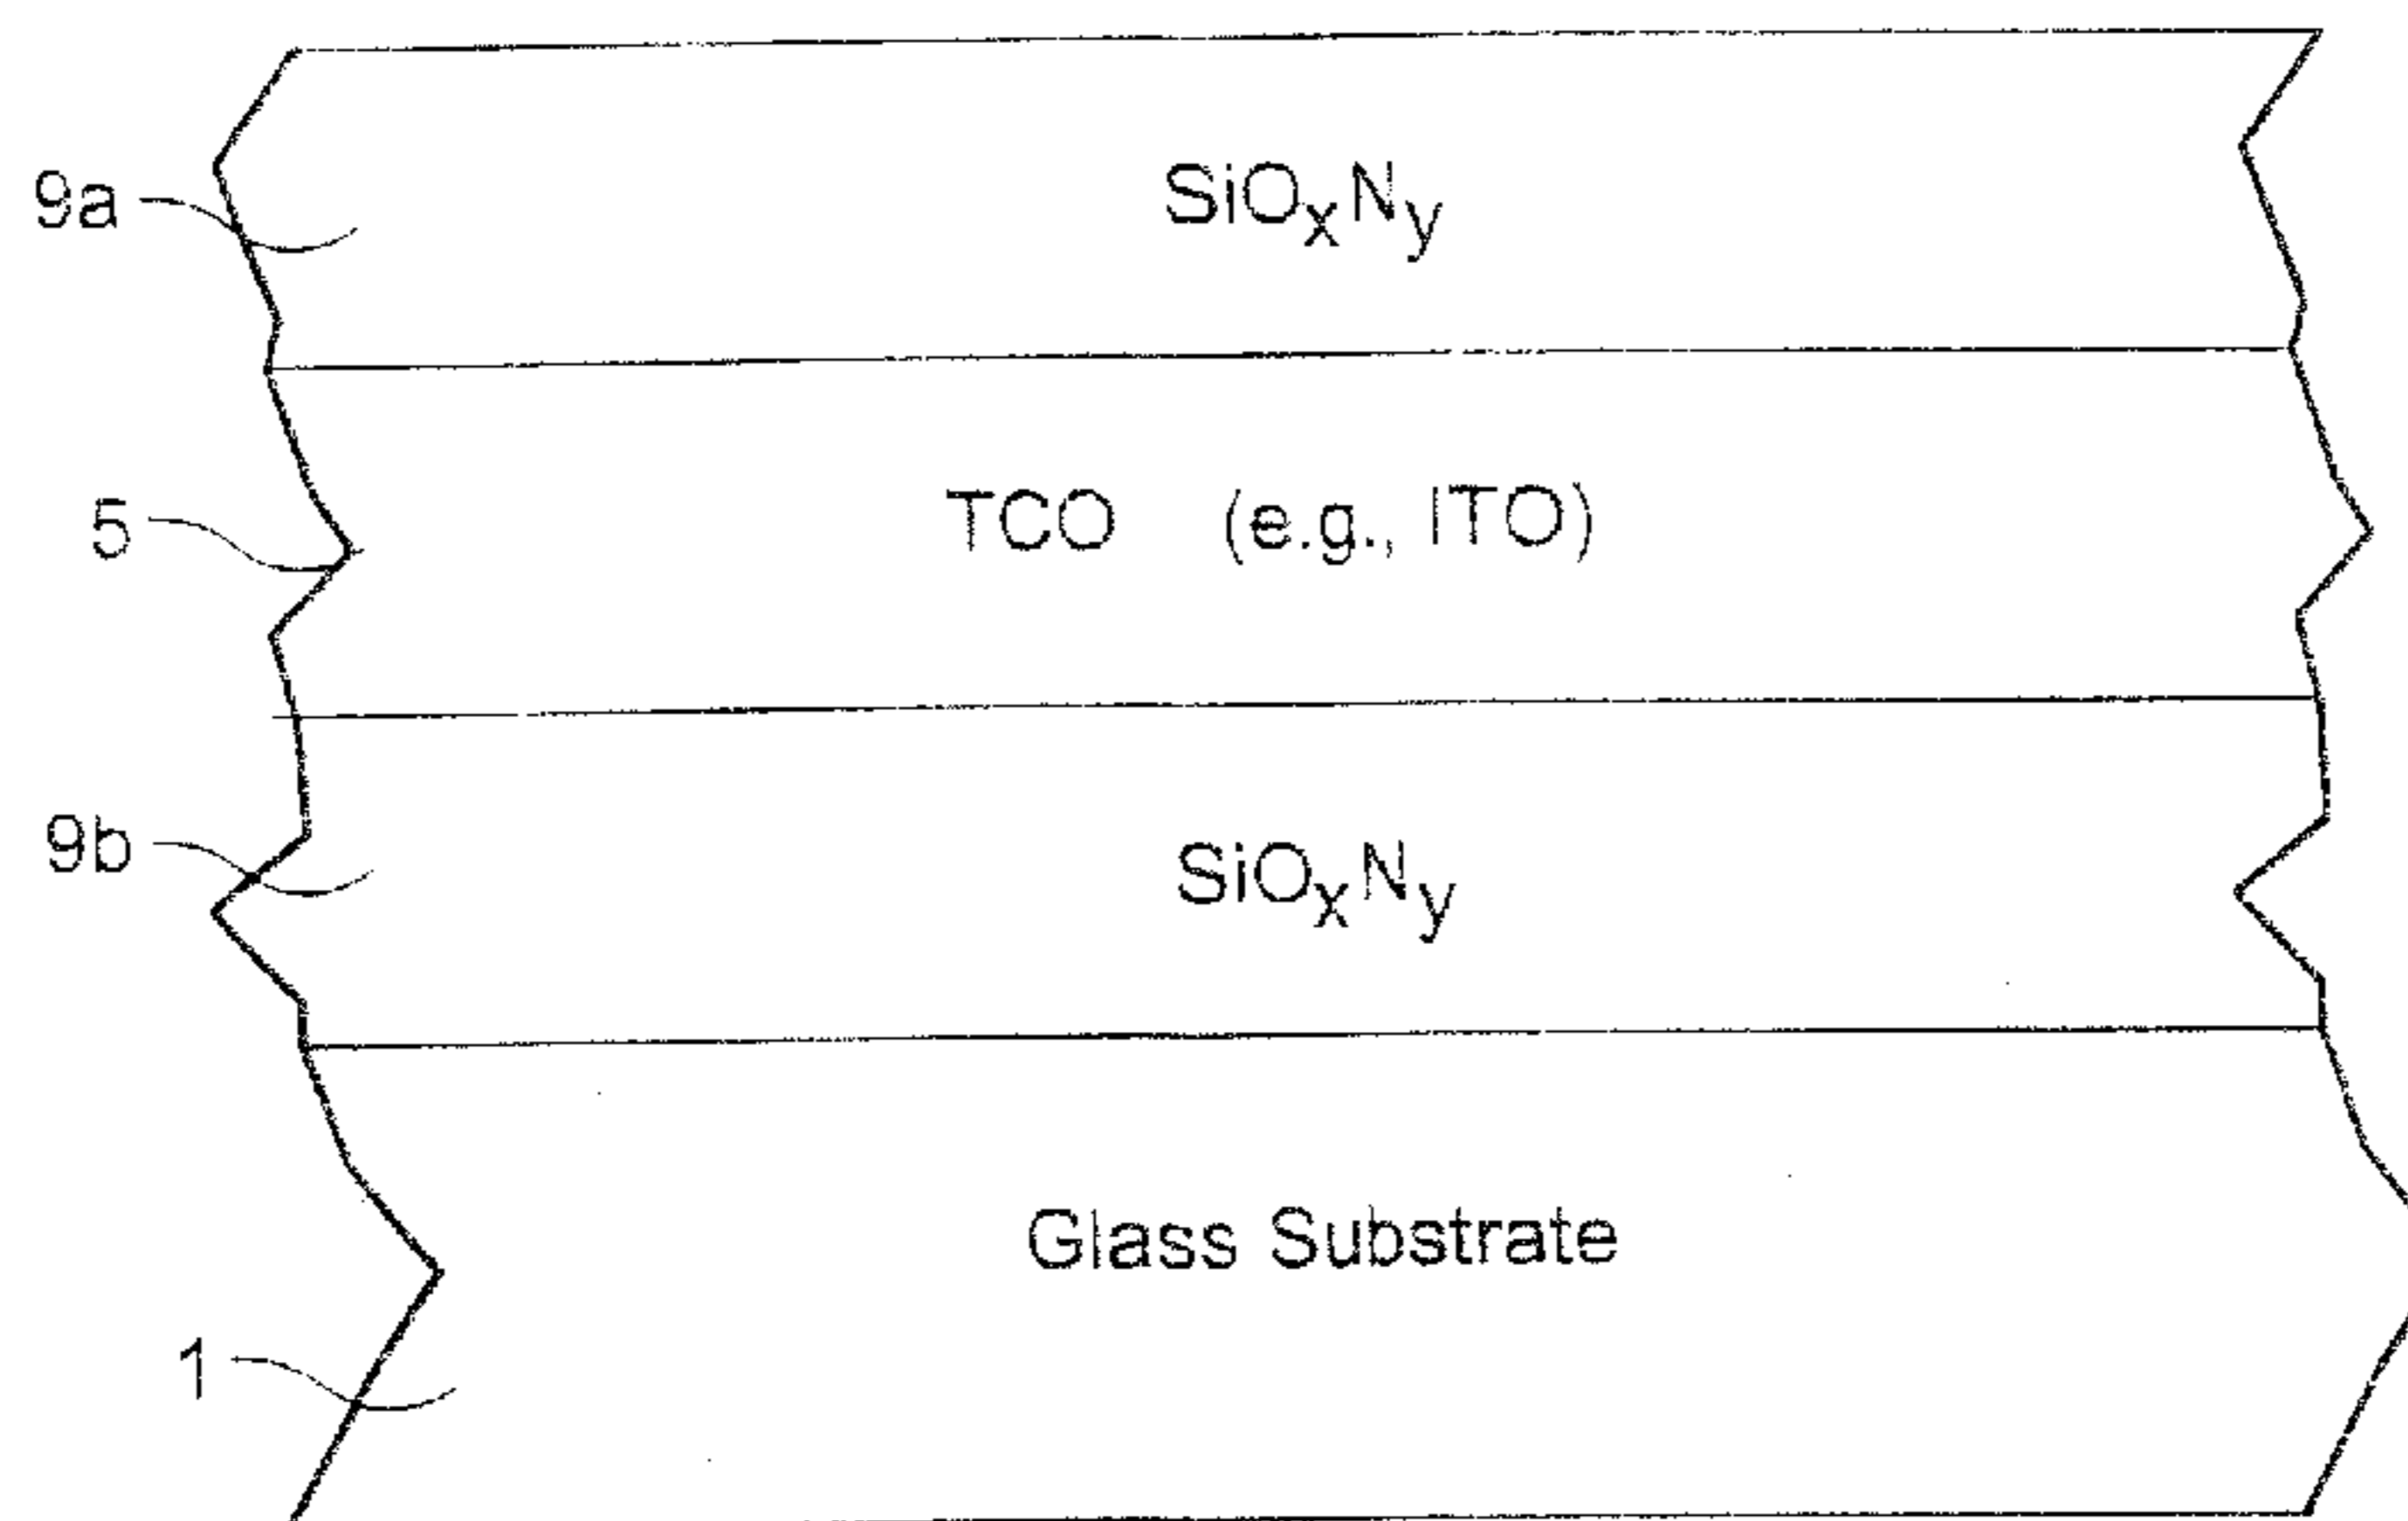 9a
SiOxNy
5
TCO (e.g., ITO)
9b
SiOxNy
Glass Substrate
1